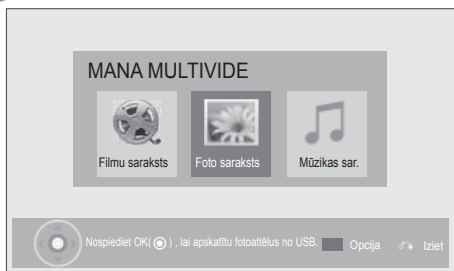 MANA MULTIVIDE
Filmu saraksts
Foto saraksts
Mūzikas sar.
Nospiediet OK(◉) , lai apskatītu fotoattēlus no USB.
Opcija
Iziet